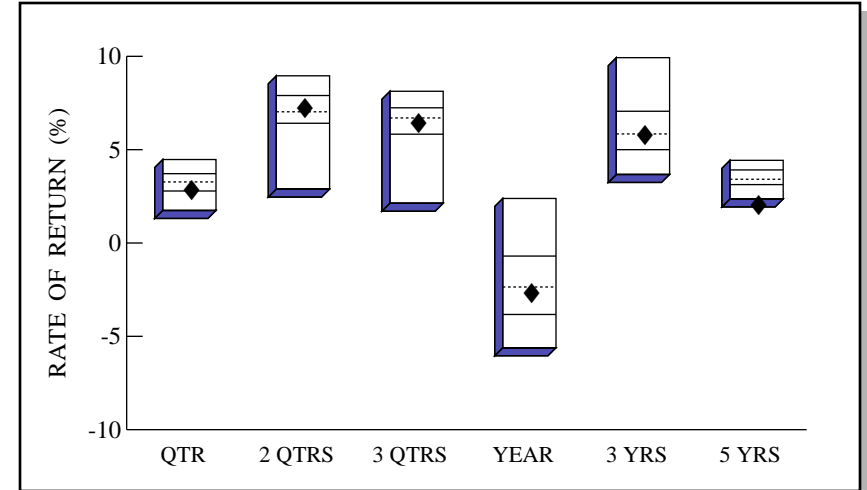 RATE OF RETURN (%)
10
5
0
-5
-10
QTR 2 QTRS 3 QTRS YEAR 3 YRS 5 YRS